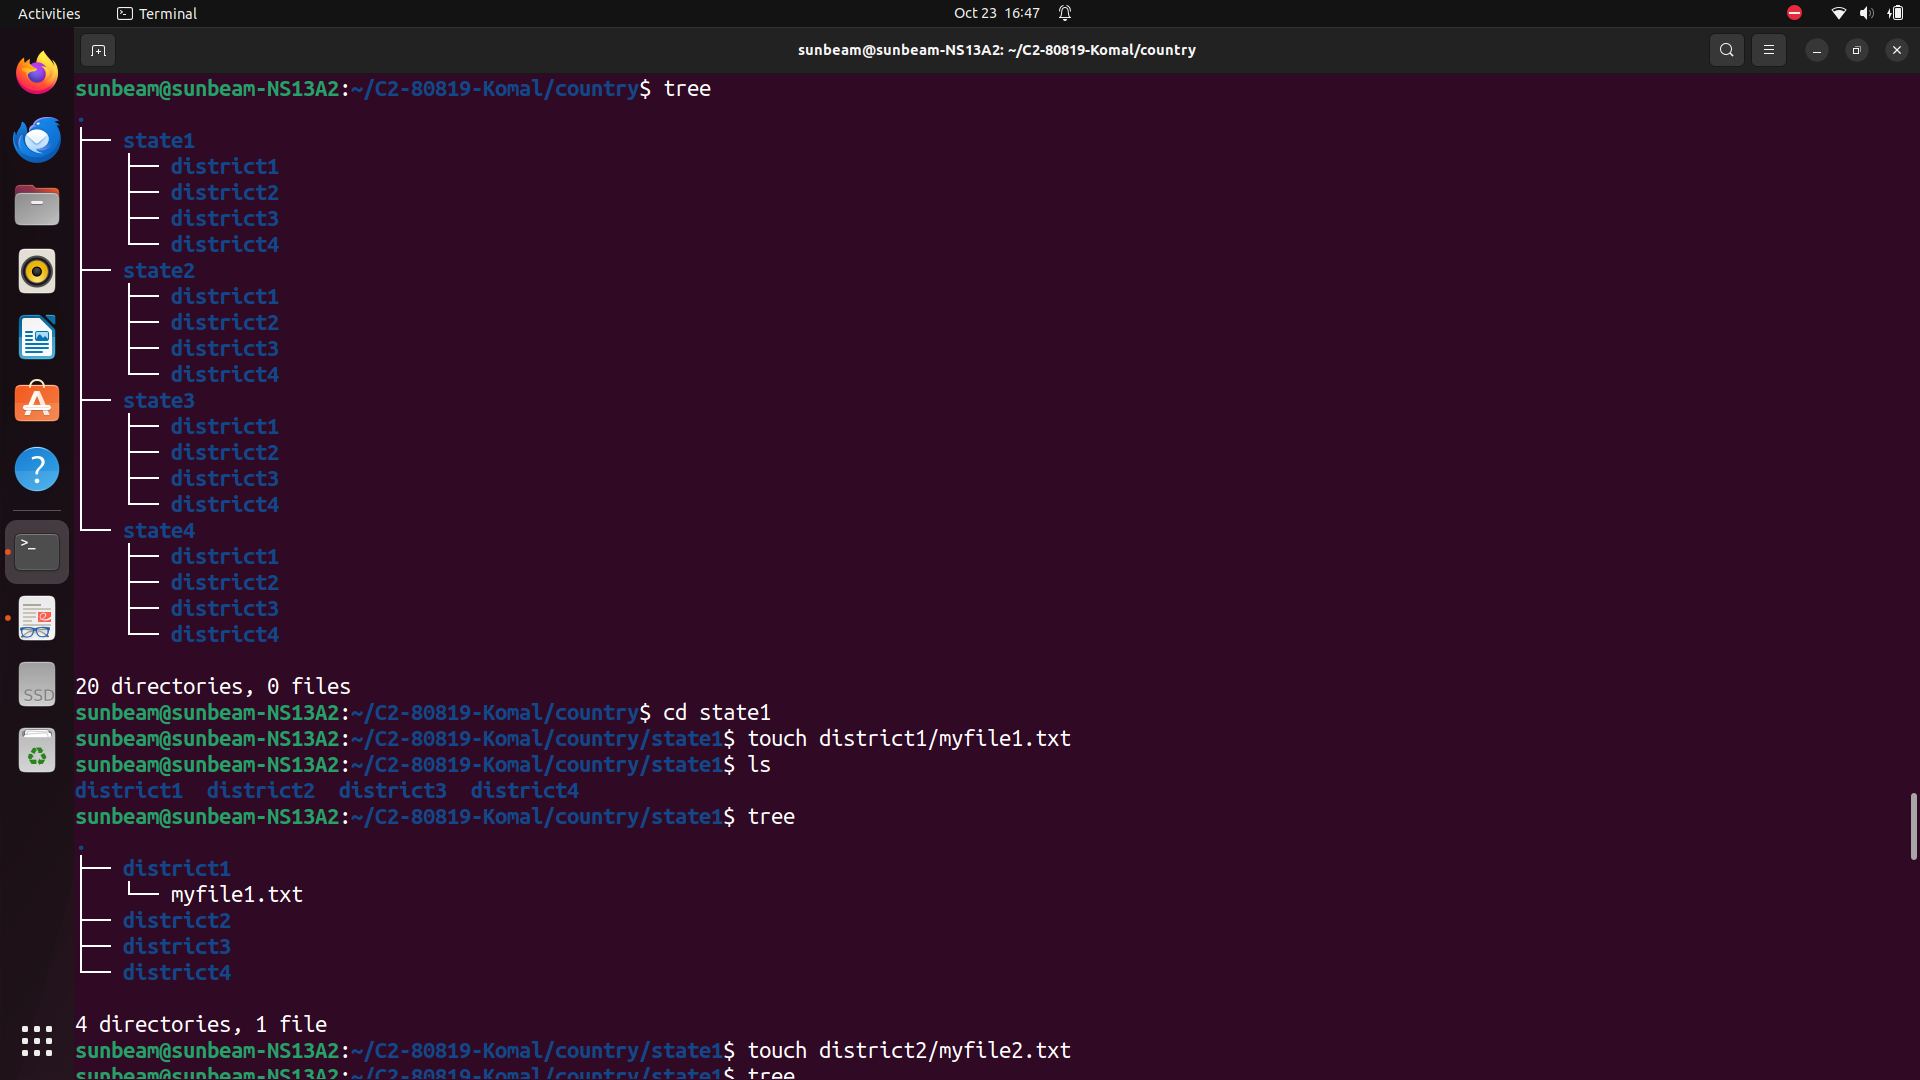 Activities Terminal Oct 23 16:47
sunbeam@sunbeam-NS13A2: ~/C2-80819-Komal/country
sunbeam@sunbeam-NS13A2:~/C2-80819-Komal/country$ tree
.
├── state1
│   ├── district1
│   ├── district2
│   ├── district3
│   └── district4
├── state2
│   ├── district1
│   ├── district2
│   ├── district3
│   └── district4
├── state3
│   ├── district1
│   ├── district2
│   ├── district3
│   └── district4
└── state4
    ├── district1
    ├── district2
    ├── district3
    └── district4
20 directories, 0 files
sunbeam@sunbeam-NS13A2:~/C2-80819-Komal/country$ cd state1
sunbeam@sunbeam-NS13A2:~/C2-80819-Komal/country/state1$ touch district1/myfile1.txt
sunbeam@sunbeam-NS13A2:~/C2-80819-Komal/country/state1$ ls
district1  district2  district3  district4
sunbeam@sunbeam-NS13A2:~/C2-80819-Komal/country/state1$ tree
.
├── district1
│   └── myfile1.txt
├── district2
├── district3
└── district4
4 directories, 1 file
sunbeam@sunbeam-NS13A2:~/C2-80819-Komal/country/state1$ touch district2/myfile2.txt
sunbeam@sunbeam-NS13A2:~/C2-80819-Komal/country/state1$ tree
SSD